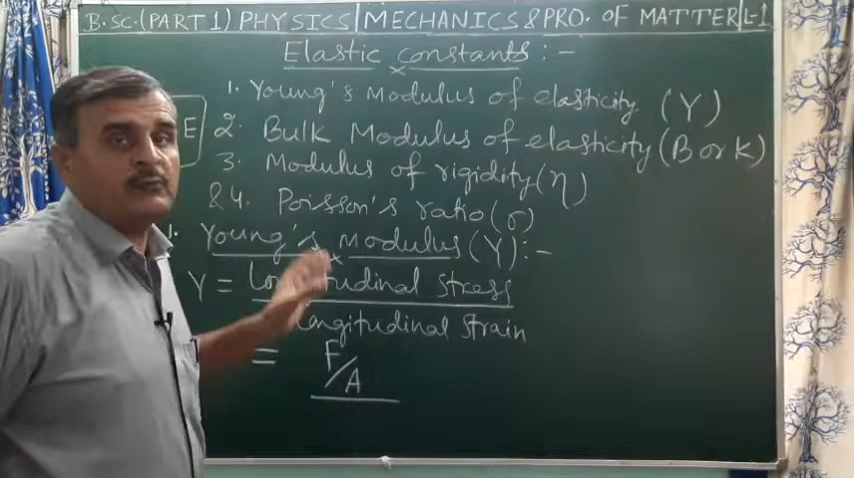 B.SC.(PART 1) PHYSICS | MECHANICS & PRO. OF MATTER | L-1
Elastic constants :-
1. Young's Modulus of elasticity (Y)
2. Bulk Modulus of elasticity (B or K)
3. Modulus of rigidity (η)
& 4. Poisson's ratio (σ)
1. Young's Modulus (Y) :-
Y = Longitudinal Stress
Longitudinal Strain
= F/A